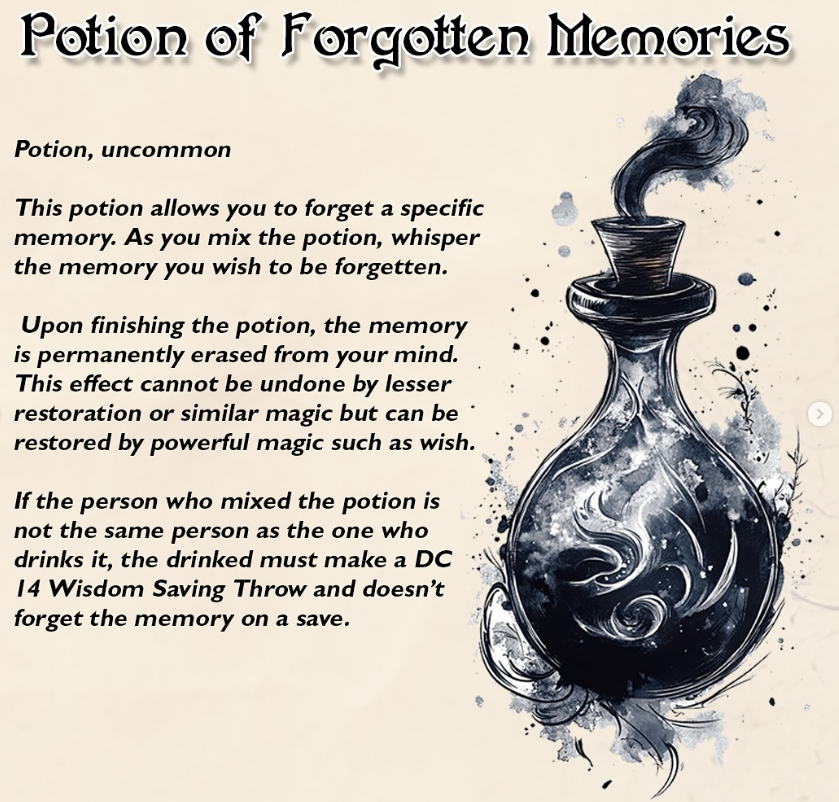 Potion of Forgotten Memories
Potion, uncommon
This potion allows you to forget a specific
memory. As you mix the potion, whisper
the memory you wish to be forgetten.
Upon finishing the potion, the memory
is permanently erased from your mind.
This effect cannot be undone by lesser
restoration or similar magic but can be
restored by powerful magic such as wish.
If the person who mixed the potion is
not the same person as the one who
drinks it, the drinked must make a DC
14 Wisdom Saving Throw and doesn't
forget the memory on a save.